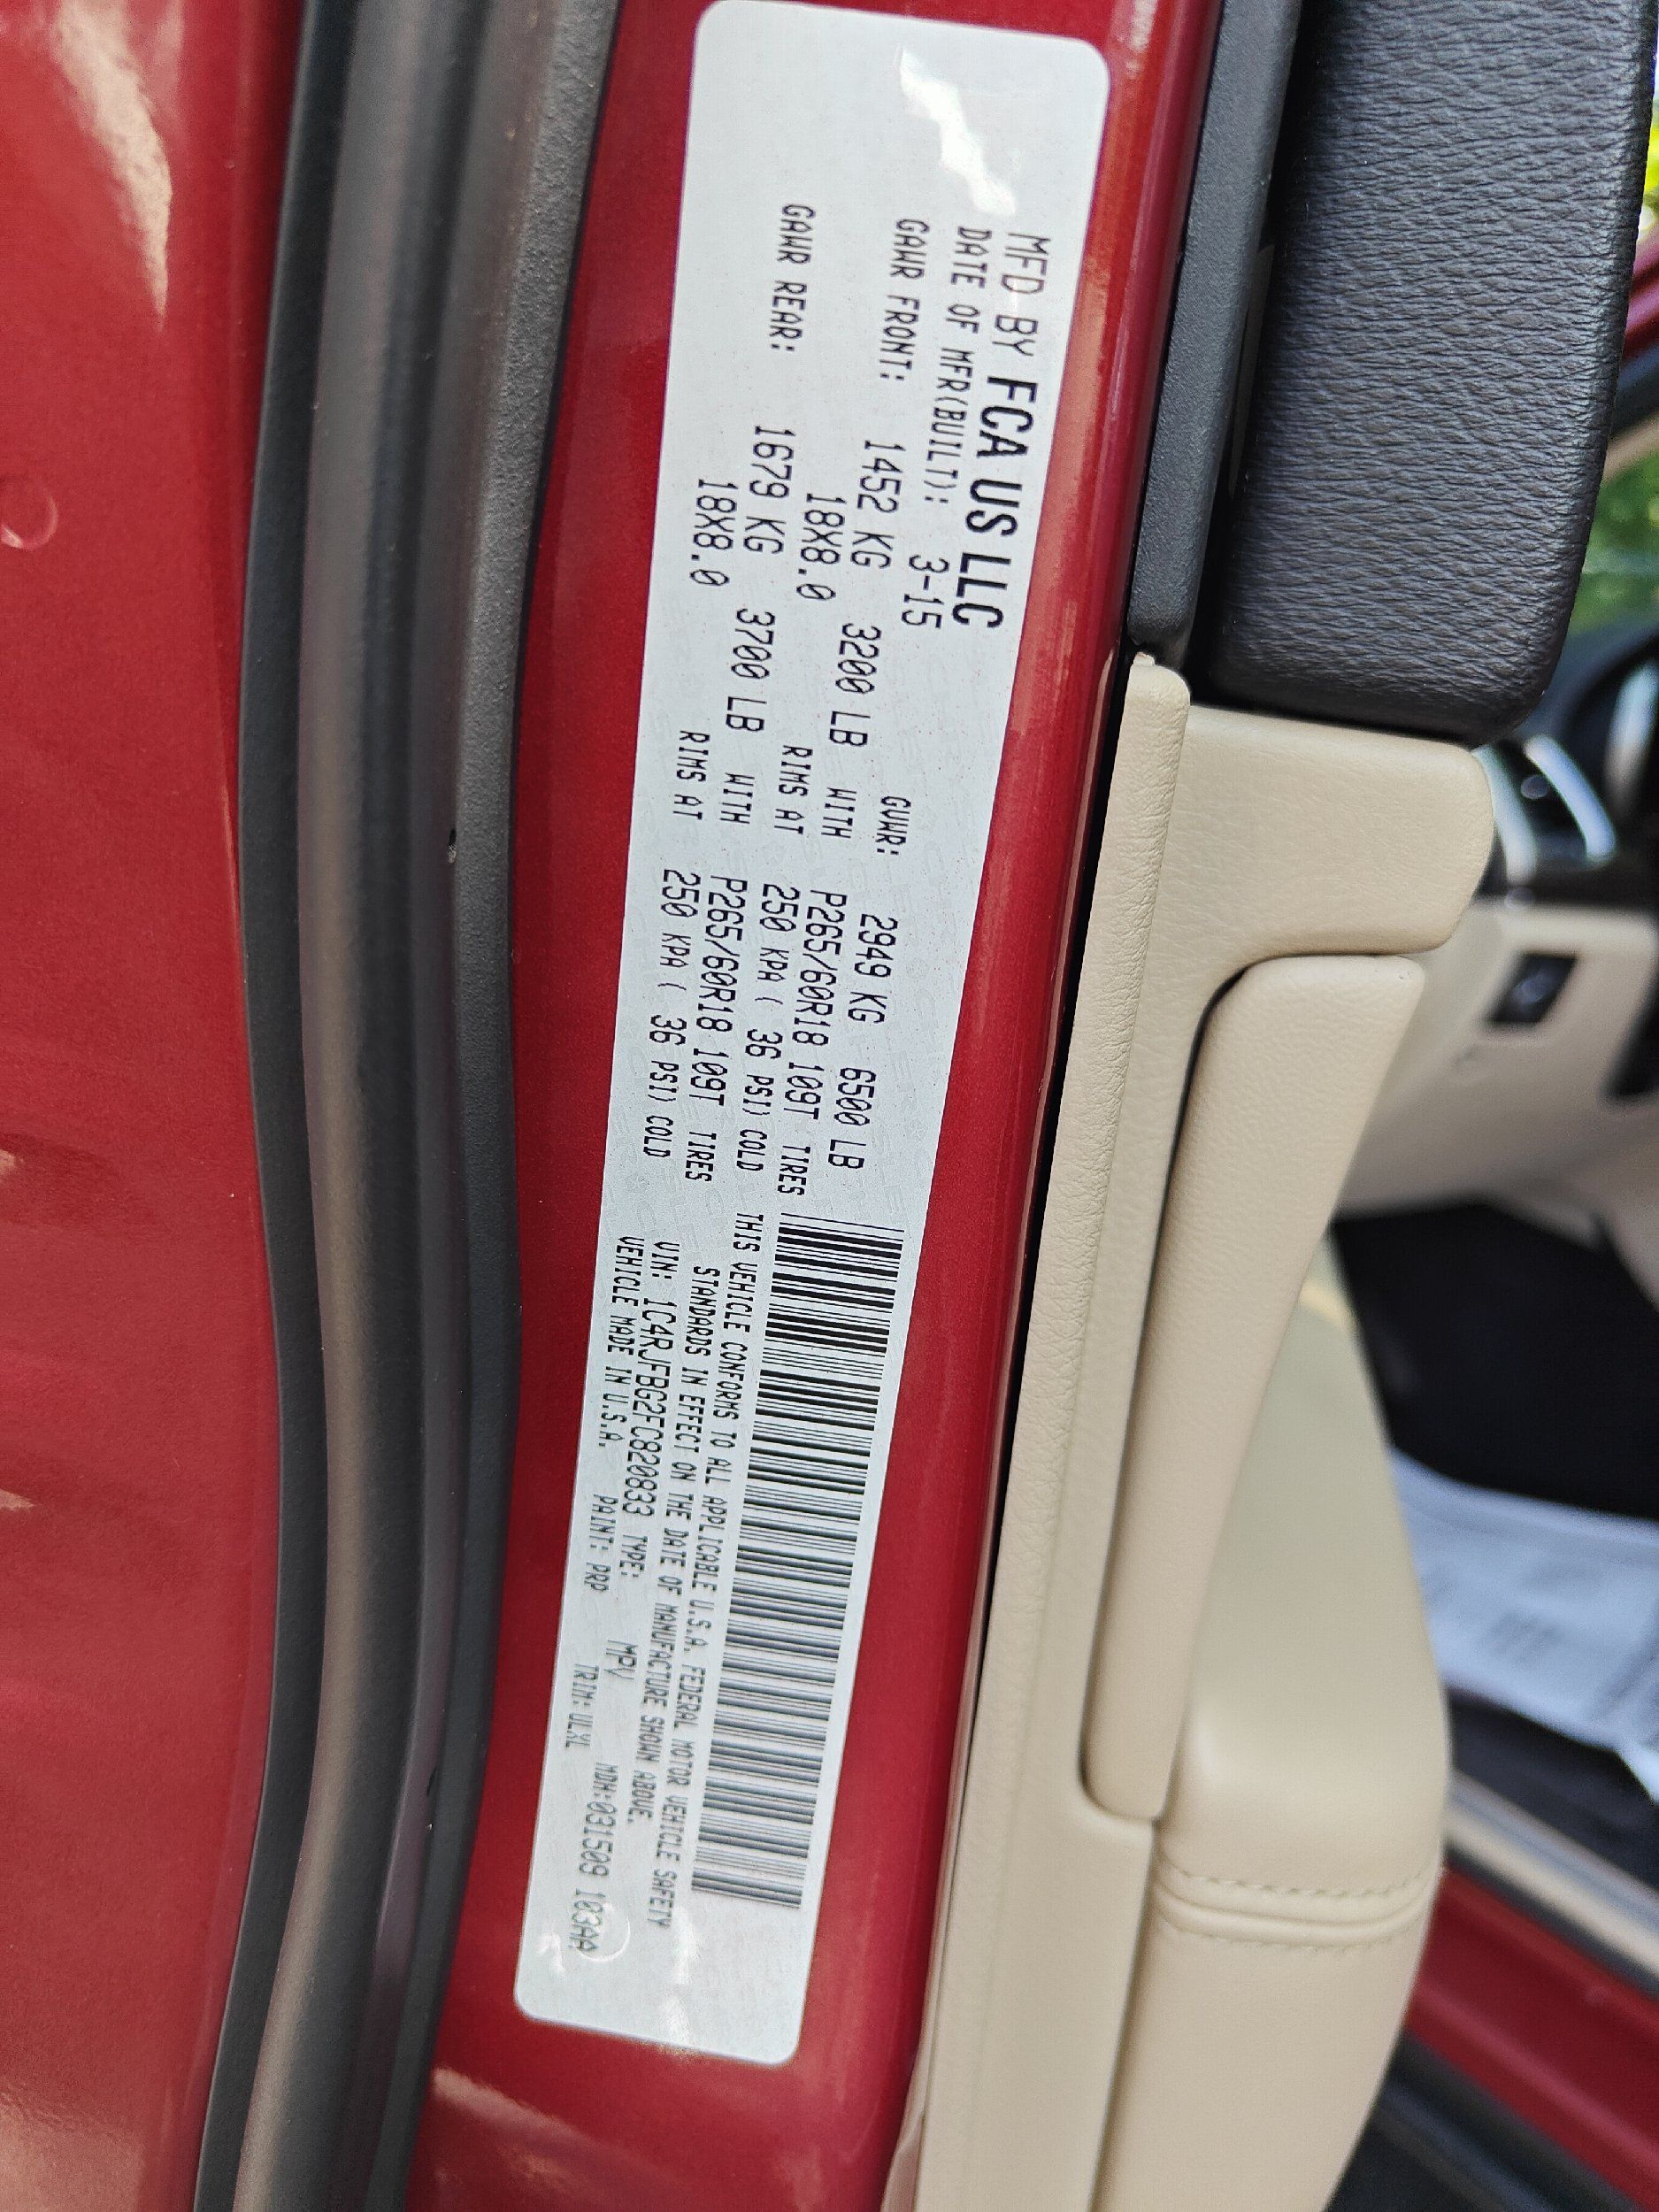 MFD BY FCA US LLC
DATE OF MFR(BUILT): 3-15 GVWR: 2949 KG 6500 LB
GAWR FRONT: 1452 KG 3200 LB WITH P265/60R18 109T TIRES
18X8.0 RIMS AT 250 KPA ( 36 PSI) COLD
GAWR REAR: 1679 KG 3700 LB WITH P265/60R18 109T TIRES
18X8.0 RIMS AT 250 KPA ( 36 PSI) COLD
THIS VEHICLE CONFORMS TO ALL APPLICABLE U.S.A. FEDERAL MOTOR VEHICLE SAFETY
STANDARDS IN EFFECT ON THE DATE OF MANUFACTURE SHOWN ABOVE.
VIN: 1C4RJFBG2FC820833 TYPE: MPV MDH:031509 103AA
VEHICLE MADE IN U.S.A. PAINT: PRP TRIM: ULXL